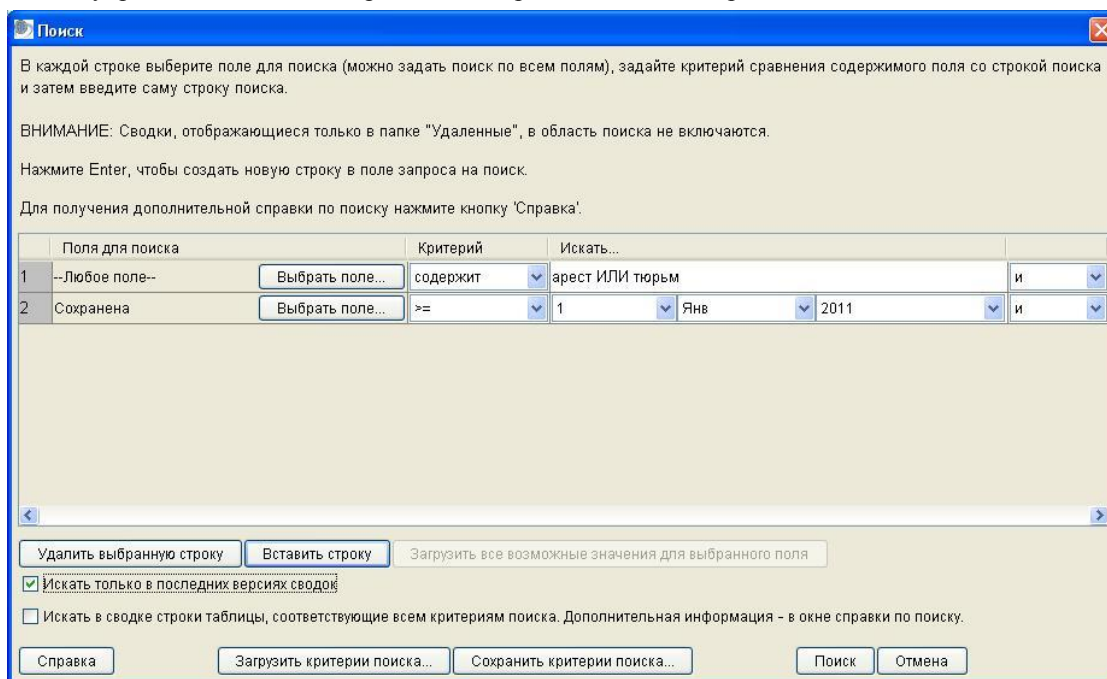 Поиск
В каждой строке выберите поле для поиска (можно задать поиск по всем полям), задайте критерий сравнения содержимого поля со строкой поиска
и затем введите саму строку поиска.
ВНИМАНИЕ: Сводки, отображающиеся только в папке "Удаленные", в область поиска не включаются.
Нажмите Enter, чтобы создать новую строку в поле запроса на поиск.
Для получения дополнительной справки по поиску нажмите кнопку 'Справка'.
Поля для поиска Критерий Искать...
1 --Любое поле-- Выбрать поле... содержит арест ИЛИ тюрьм и
2 Сохранена Выбрать поле... >= 1 Янв 2011 и
Удалить выбранную строку Вставить строку Загрузить все возможные значения для выбранного поля
Искать только в последних версиях сводок
Искать в сводке строки таблицы, соответствующие всем критериям поиска. Дополнительная информация - в окне справки по поиску.
Справка Загрузить критерии поиска... Сохранить критерии поиска... Поиск Отмена